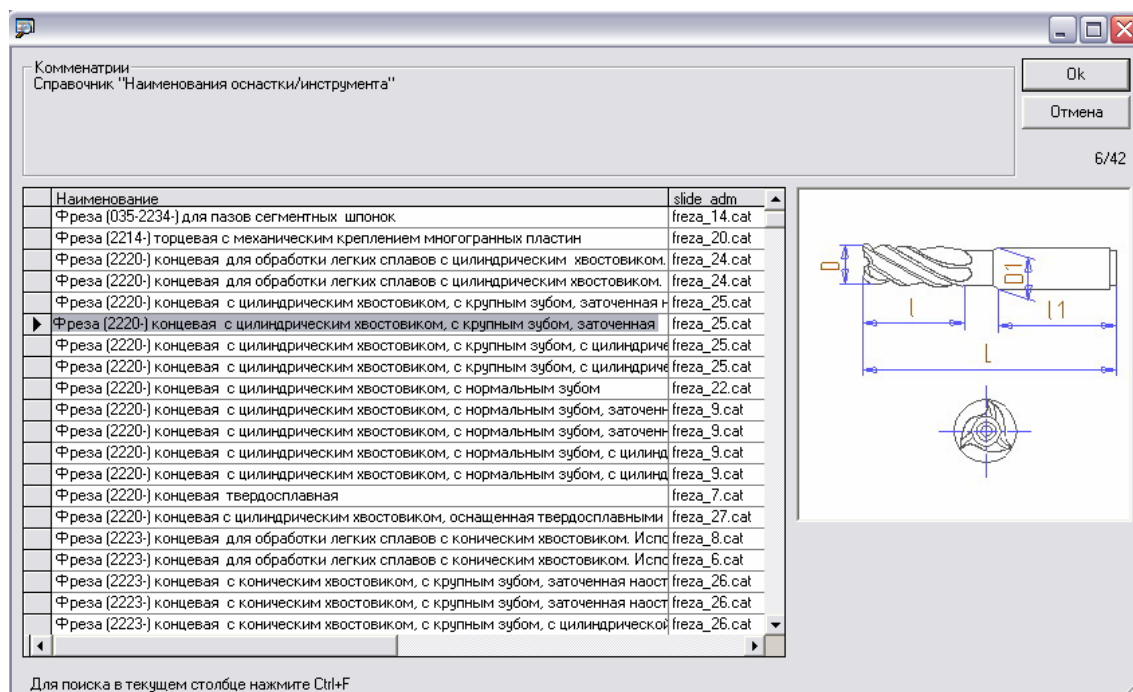 Комменатрии
Справочник "Наименования оснастки/инструмента"
Ok
Отмена
6/42
Наименование slide_adm
Фреза (035-2234-) для пазов сегментных шпонок freza_14.cat
Фреза (2214-) торцевая с механическим креплением многогранных пластин freza_20.cat
Фреза (2220-) концевая для обработки легких сплавов с цилиндрическим хвостовиком. freza_24.cat
Фреза (2220-) концевая для обработки легких сплавов с цилиндрическим хвостовиком. freza_24.cat
Фреза (2220-) концевая с цилиндрическим хвостовиком, с крупным зубом, заточенная н freza_25.cat
Фреза (2220-) концевая с цилиндрическим хвостовиком, с крупным зубом, заточенная freza_25.cat
Фреза (2220-) концевая с цилиндрическим хвостовиком, с крупным зубом, с цилиндриче freza_25.cat
Фреза (2220-) концевая с цилиндрическим хвостовиком, с крупным зубом, с цилиндриче freza_25.cat
Фреза (2220-) концевая с цилиндрическим хвостовиком, с нормальным зубом freza_22.cat
Фреза (2220-) концевая с цилиндрическим хвостовиком, с нормальным зубом, заточенн freza_9.cat
Фреза (2220-) концевая с цилиндрическим хвостовиком, с нормальным зубом, заточенн freza_9.cat
Фреза (2220-) концевая с цилиндрическим хвостовиком, с нормальным зубом, с цилинд freza_9.cat
Фреза (2220-) концевая с цилиндрическим хвостовиком, с нормальным зубом, с цилинд freza_9.cat
Фреза (2220-) концевая твердосплавная freza_7.cat
Фреза (2220-) концевая с цилиндрическим хвостовиком, оснащенная твердосплавными freza_27.cat
Фреза (2223-) концевая для обработки легких сплавов с коническим хвостовиком. Испо freza_8.cat
Фреза (2223-) концевая для обработки легких сплавов с коническим хвостовиком. Испо freza_6.cat
Фреза (2223-) концевая с коническим хвостовиком, с крупным зубом, заточенная наост freza_26.cat
Фреза (2223-) концевая с коническим хвостовиком, с крупным зубом, заточенная наост freza_26.cat
Фреза (2223-) концевая с коническим хвостовиком, с крупным зубом, с цилиндрической freza_26.cat
D
D1
l
l1
L
Для поиска в текущем столбце нажмите Ctrl+F